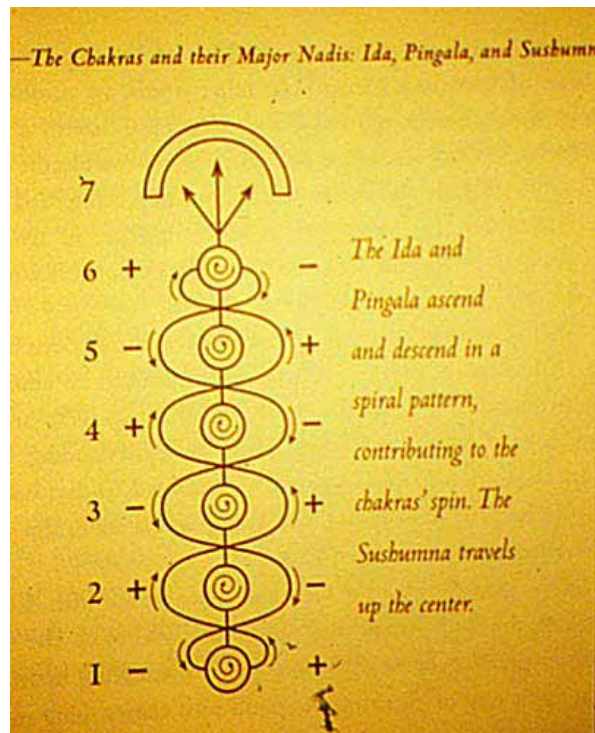 —The Chakras and their Major Nadis: Ida, Pingala, and Sushumn
7
6 + −
5 − +
4 + −
3 − +
2 + −
1 − +
The Ida and
Pingala ascend
and descend in a
spiral pattern,
contributing to the
chakras' spin. The
Sushumna travels
up the center.